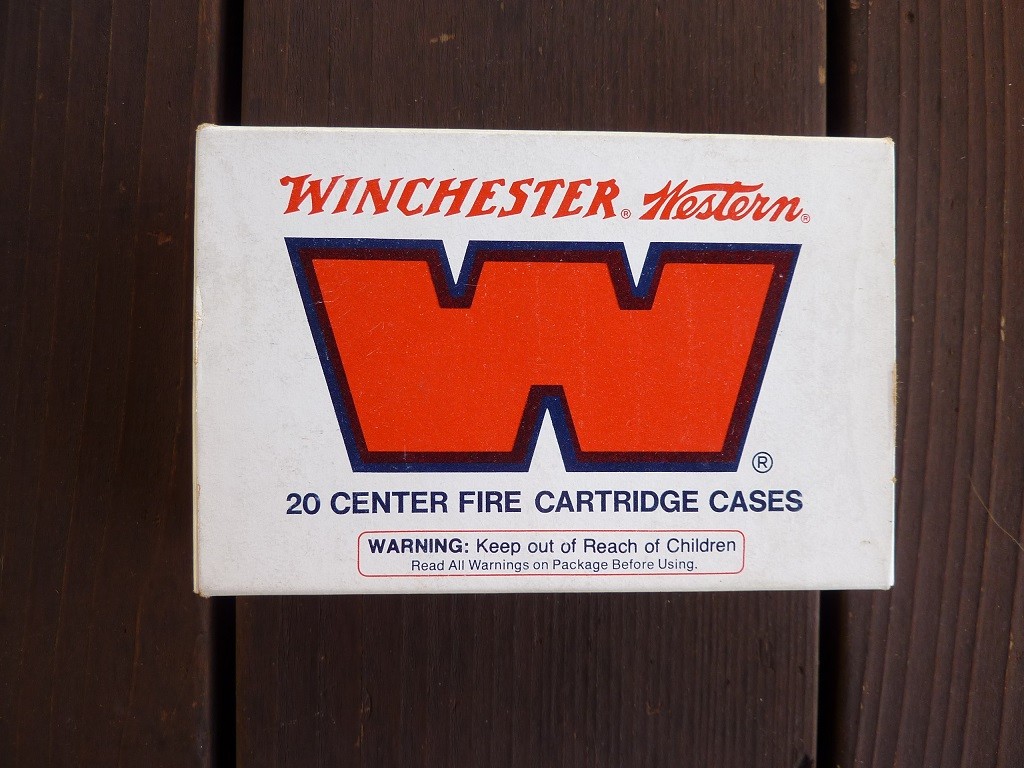 WINCHESTER® Western®
W®
20 CENTER FIRE CARTRIDGE CASES
WARNING: Keep out of Reach of Children
Read All Warnings on Package Before Using.